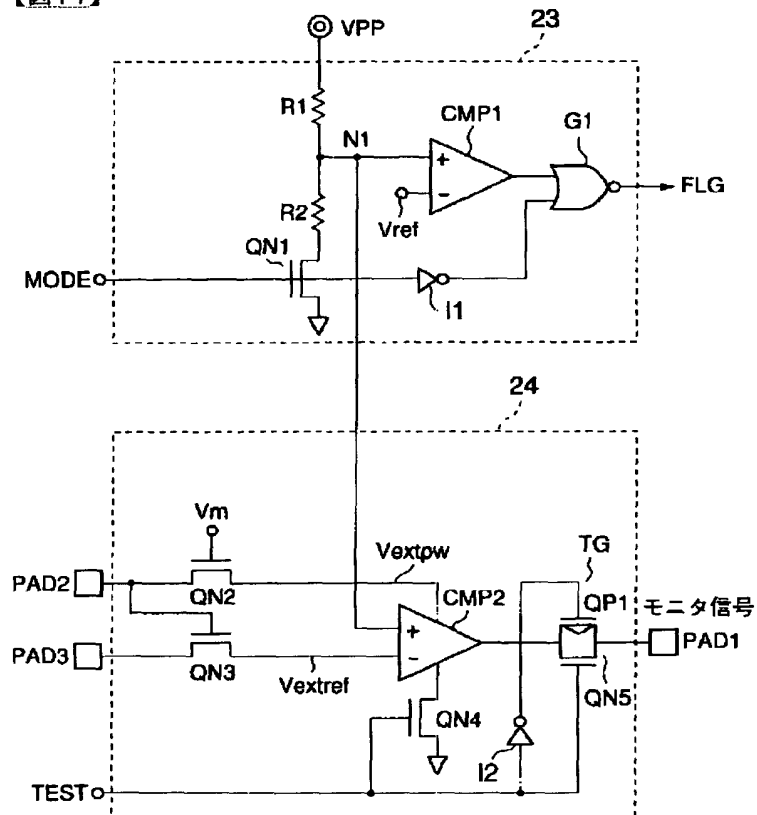 【図14】
VPP
23
R1
N1
CMP1
G1
+
-
FLG
R2
Vref
QN1
MODE
I1
24
Vm
Vextpw
TG
PAD2
QN2
CMP2
QP1
モニタ信号
+
-
PAD1
PAD3
QN3
Vextref
QN5
QN4
I2
TEST